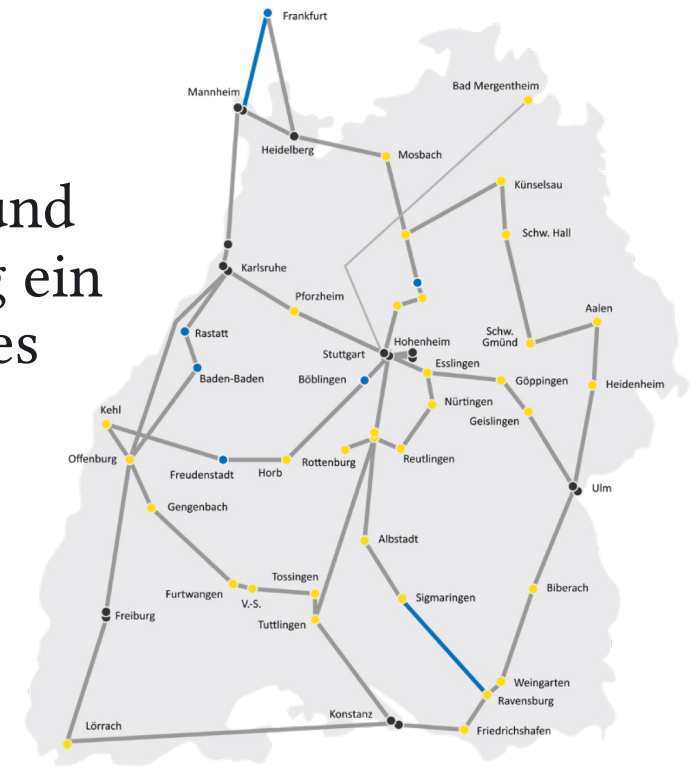 Frankfurt
Mannheim
Bad Mergentheim
Heidelberg
Mosbach
Künselsau
und
Schw. Hall
g ein
Karlsruhe
Pforzheim
Aalen
es
Rastatt
Schw.
Gmünd
Stuttgart
Hohenheim
Esslingen
Baden-Baden
Böblingen
Göppingen
Heidenheim
Nürtingen
Geislingen
Kehl
Offenburg
Freudenstadt
Horb
Rottenburg
Reutlingen
Ulm
Gengenbach
Albstadt
Tossingen
Furtwangen
V.-S.
Sigmaringen
Biberach
Freiburg
Tuttlingen
Weingarten
Ravensburg
Konstanz
Lörrach
Friedrichshafen